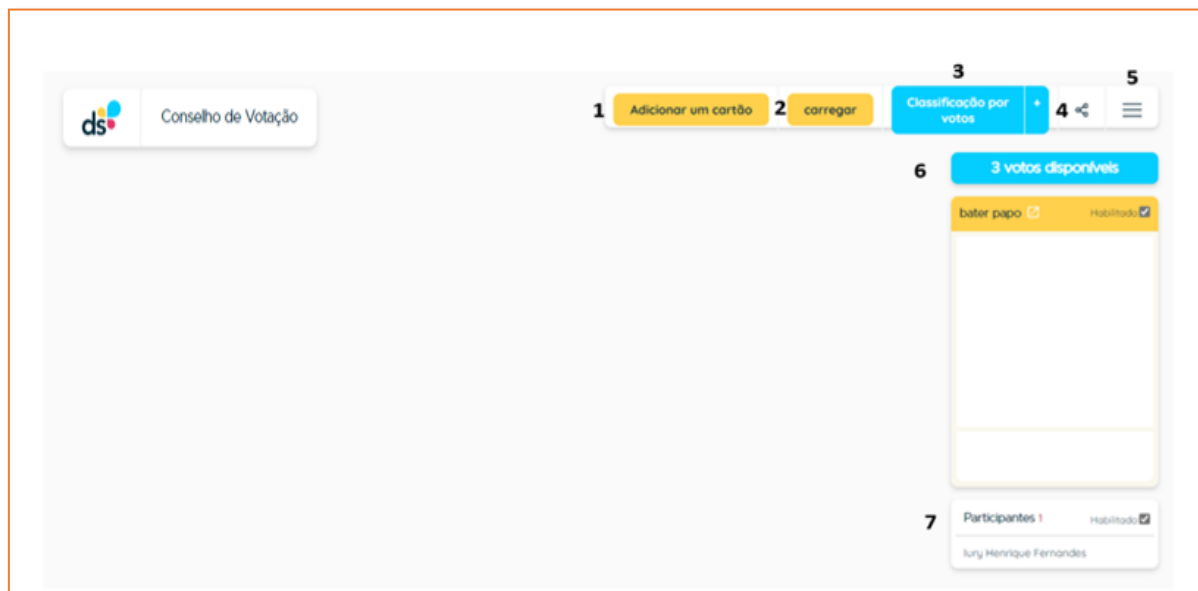 ds
Conselho de Votação
1
Adicionar um cartão
2
carregar
3
Classificação por
votos
+
4
5
6
3 votos disponíveis
bater papo
Habilitado
7
Participantes 1
Habilitado
Iury Henrique Fernandes